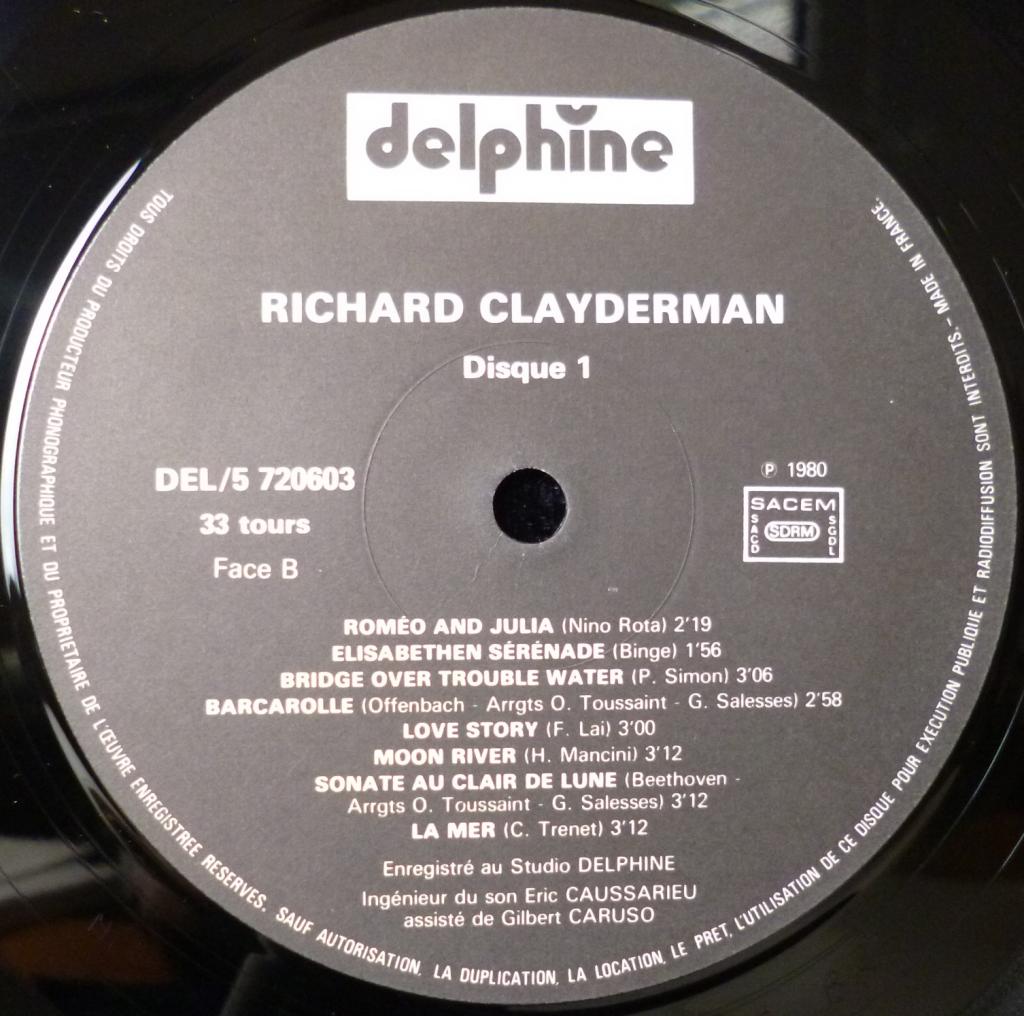 delphine
RICHARD CLAYDERMAN
Disque 1
DEL/5 720603
33 tours
Face B
℗ 1980
SACEM
SACD
SDRM
SGDL
ROMÉO AND JULIA (Nino Rota) 2'19
ELISABETHEN SÉRÉNADE (Binge) 1'56
BRIDGE OVER TROUBLE WATER (P. Simon) 3'06
BARCAROLLE (Offenbach - Arrgts O. Toussaint - G. Salesses) 2'58
LOVE STORY (F. Lai) 3'00
MOON RIVER (H. Mancini) 3'12
SONATE AU CLAIR DE LUNE (Beethoven -
Arrgts O. Toussaint - G. Salesses) 3'12
LA MER (C. Trenet) 3'12
Enregistré au Studio DELPHINE
Ingénieur du son Eric CAUSSARIEU
assisté de Gilbert CARUSO
TOUS DROITS DU PRODUCTEUR PHONOGRAPHIQUE ET DU PROPRIETAIRE DE L'ŒUVRE ENREGISTREE RESERVES. SAUF AUTORISATION, LA DUPLICATION, LA LOCATION, LE PRET, L'UTILISATION DE CE DISQUE POUR EXECUTION PUBLIQUE ET RADIODIFFUSION SONT INTERDITS. - MADE IN FRANCE.